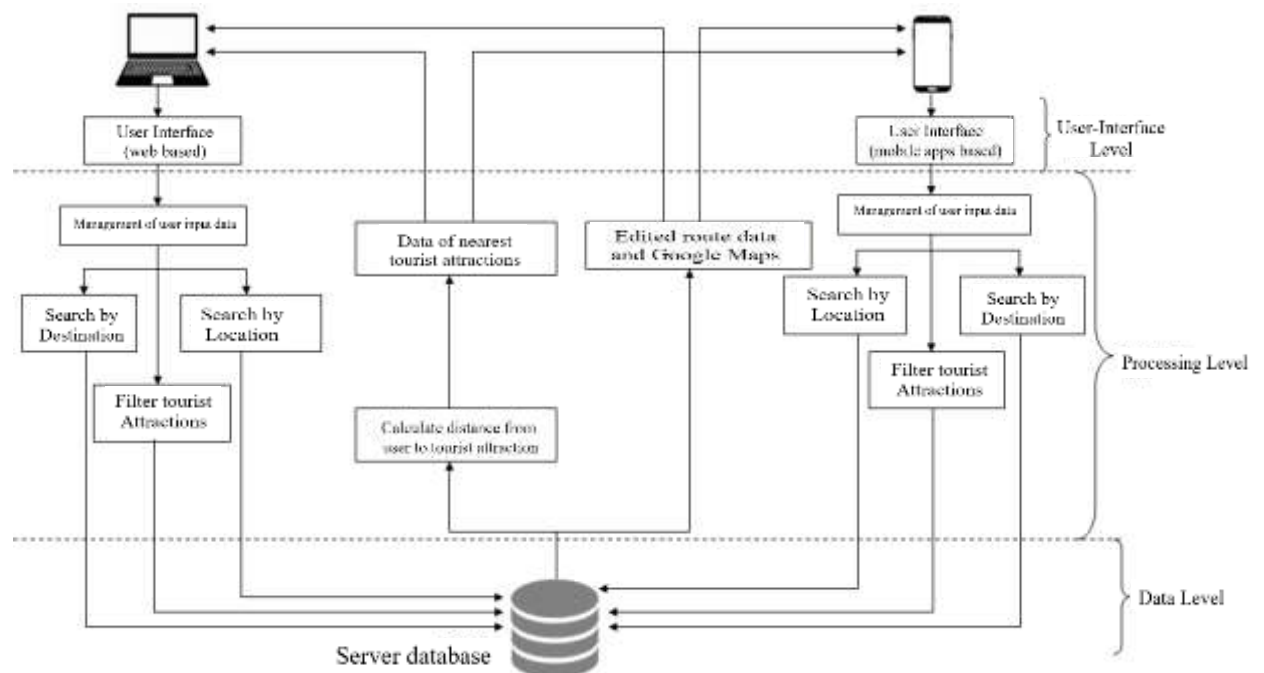 User Interface
(web based)
User Interface
(mobile apps based)
User-Interface
Level
Management of user input data
Management of user input data
Data of nearest
tourist attractions
Edited route data
and Google Maps
Search by
Destination
Search by
Location
Search by
Location
Search by
Destination
Processing Level
Filter tourist
Attractions
Filter tourist
Attractions
Calculate distance from
user to tourist attraction
Data Level
Server database